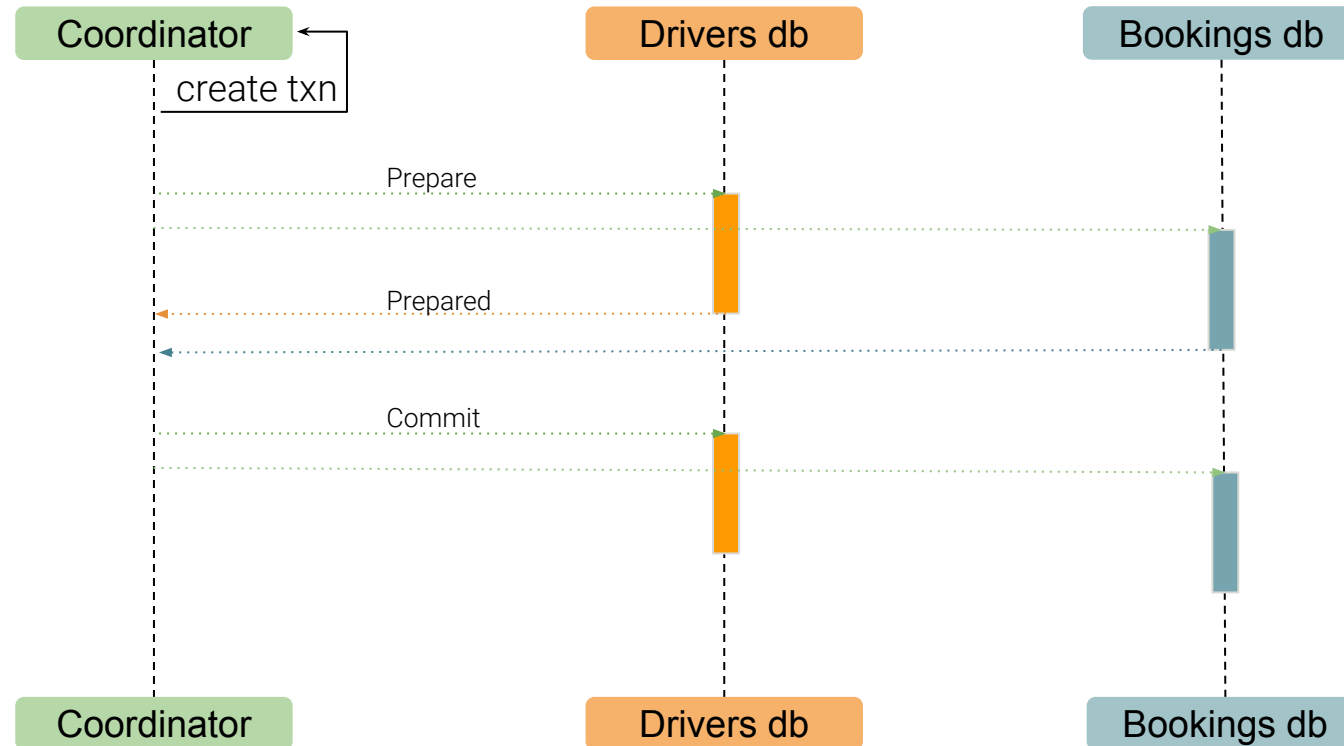 Coordinator
Drivers db
Bookings db
create txn
Prepare
Prepared
Commit
Coordinator
Drivers db
Bookings db